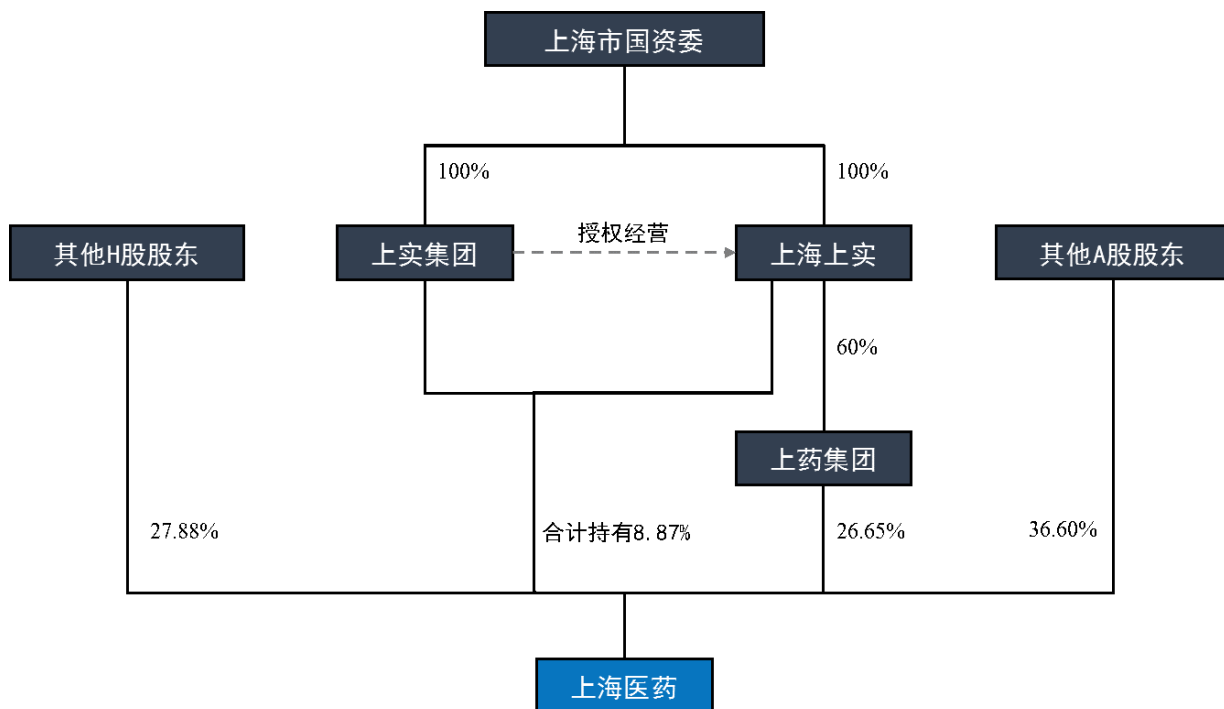 上海市国资委
100%
100%
其他H股股东
上实集团
授权经营
上海上实
其他A股股东
60%
上药集团
27.88%
合计持有8.87%
26.65%
36.60%
上海医药